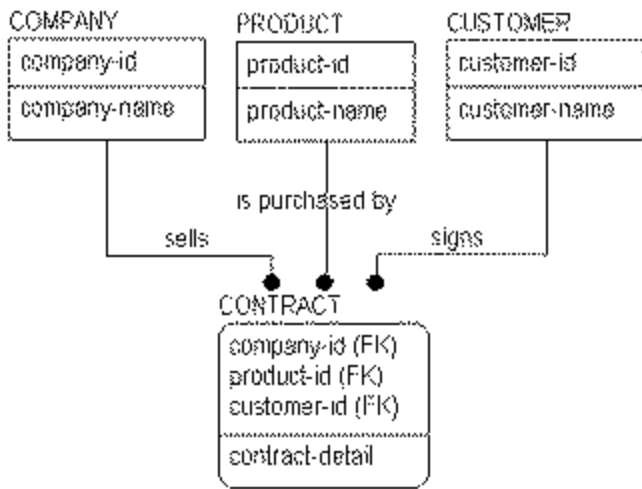 COMPANY
PRODUCT
CUSTOMER
company-id
product-id
customer-id
company-name
product-name
customer-name
is purchased by
sells
signs
CONTRACT
company-id (FK)
product-id (FK)
customer-id (FK)
contract-detail